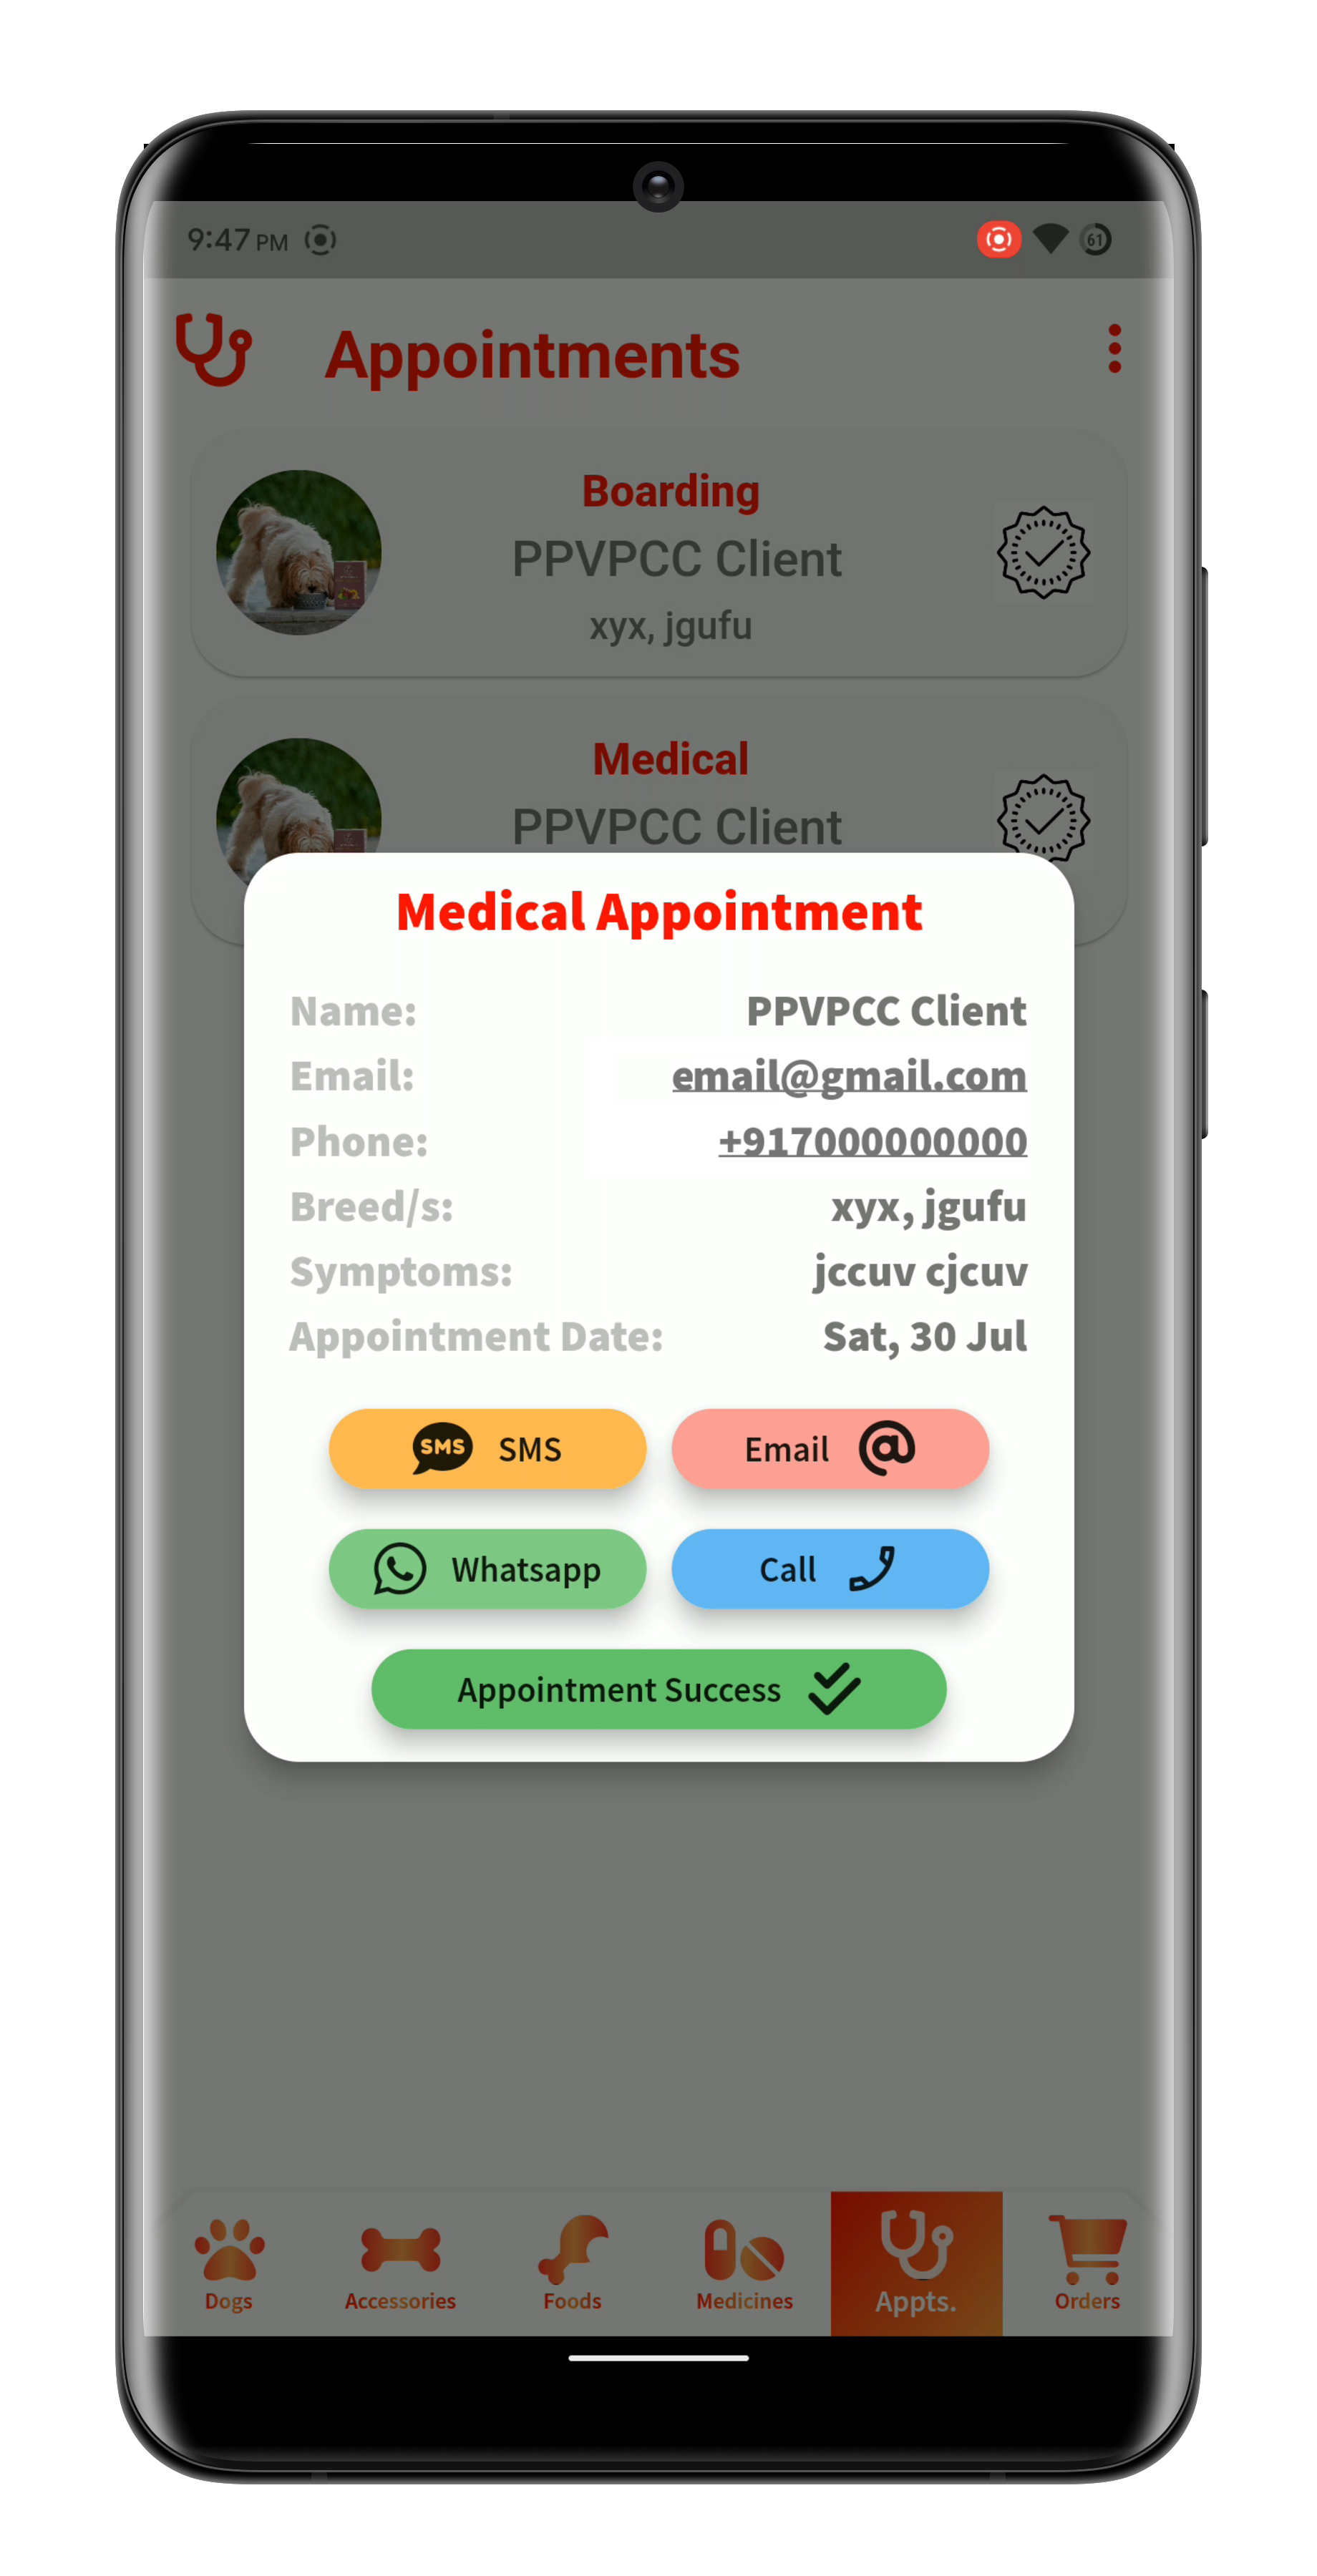 9:47 PM 61
Appointments
Boarding
PPVPCC Client
xyx, jgufu
Medical
PPVPCC Client
Medical Appointment
Name: PPVPCC Client
Email: email@gmail.com
Phone: +917000000000
Breed/s: xyx, jgufu
Symptoms: jccuv cjcuv
Appointment Date: Sat, 30 Jul
SMS SMS Email
Whatsapp Call
Appointment Success
Dogs Accessories Foods Medicines Appts. Orders